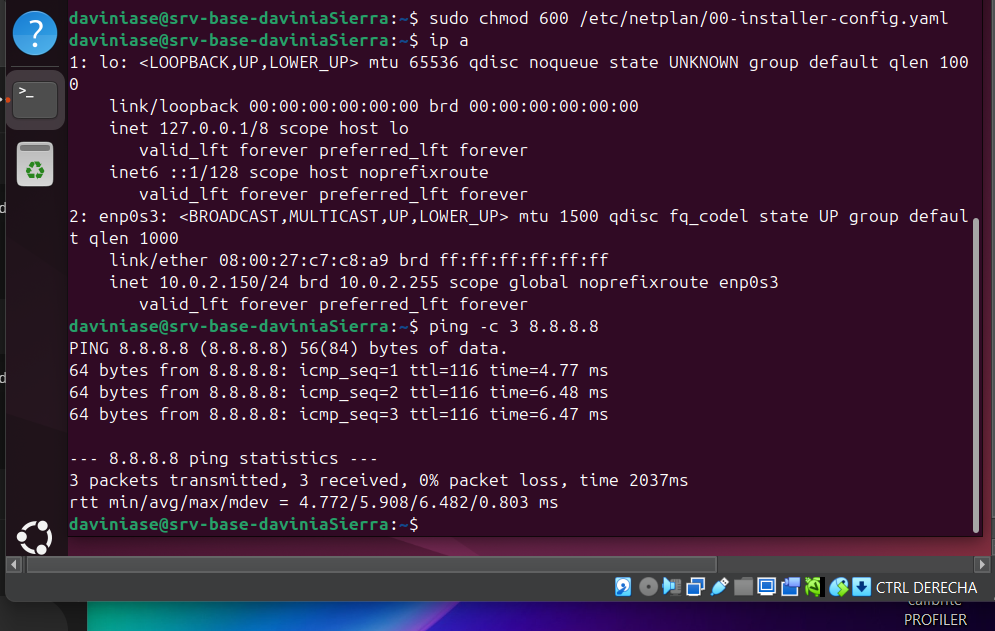 daviniase@srv-base-daviniaSierra:~$ sudo chmod 600 /etc/netplan/00-installer-config.yaml
daviniase@srv-base-daviniaSierra:~$ ip a
1: lo: <LOOPBACK,UP,LOWER_UP> mtu 65536 qdisc noqueue state UNKNOWN group default qlen 100
0
    link/loopback 00:00:00:00:00:00 brd 00:00:00:00:00:00
    inet 127.0.0.1/8 scope host lo
       valid_lft forever preferred_lft forever
    inet6 ::1/128 scope host noprefixroute
       valid_lft forever preferred_lft forever
2: enp0s3: <BROADCAST,MULTICAST,UP,LOWER_UP> mtu 1500 qdisc fq_codel state UP group defaul
t qlen 1000
    link/ether 08:00:27:c7:c8:a9 brd ff:ff:ff:ff:ff:ff
    inet 10.0.2.150/24 brd 10.0.2.255 scope global noprefixroute enp0s3
       valid_lft forever preferred_lft forever
daviniase@srv-base-daviniaSierra:~$ ping -c 3 8.8.8.8
PING 8.8.8.8 (8.8.8.8) 56(84) bytes of data.
64 bytes from 8.8.8.8: icmp_seq=1 ttl=116 time=4.77 ms
64 bytes from 8.8.8.8: icmp_seq=2 ttl=116 time=6.48 ms
64 bytes from 8.8.8.8: icmp_seq=3 ttl=116 time=6.47 ms

--- 8.8.8.8 ping statistics ---
3 packets transmitted, 3 received, 0% packet loss, time 2037ms
rtt min/avg/max/mdev = 4.772/5.908/6.482/0.803 ms
daviniase@srv-base-daviniaSierra:~$
CTRL DERECHA
PROFILER